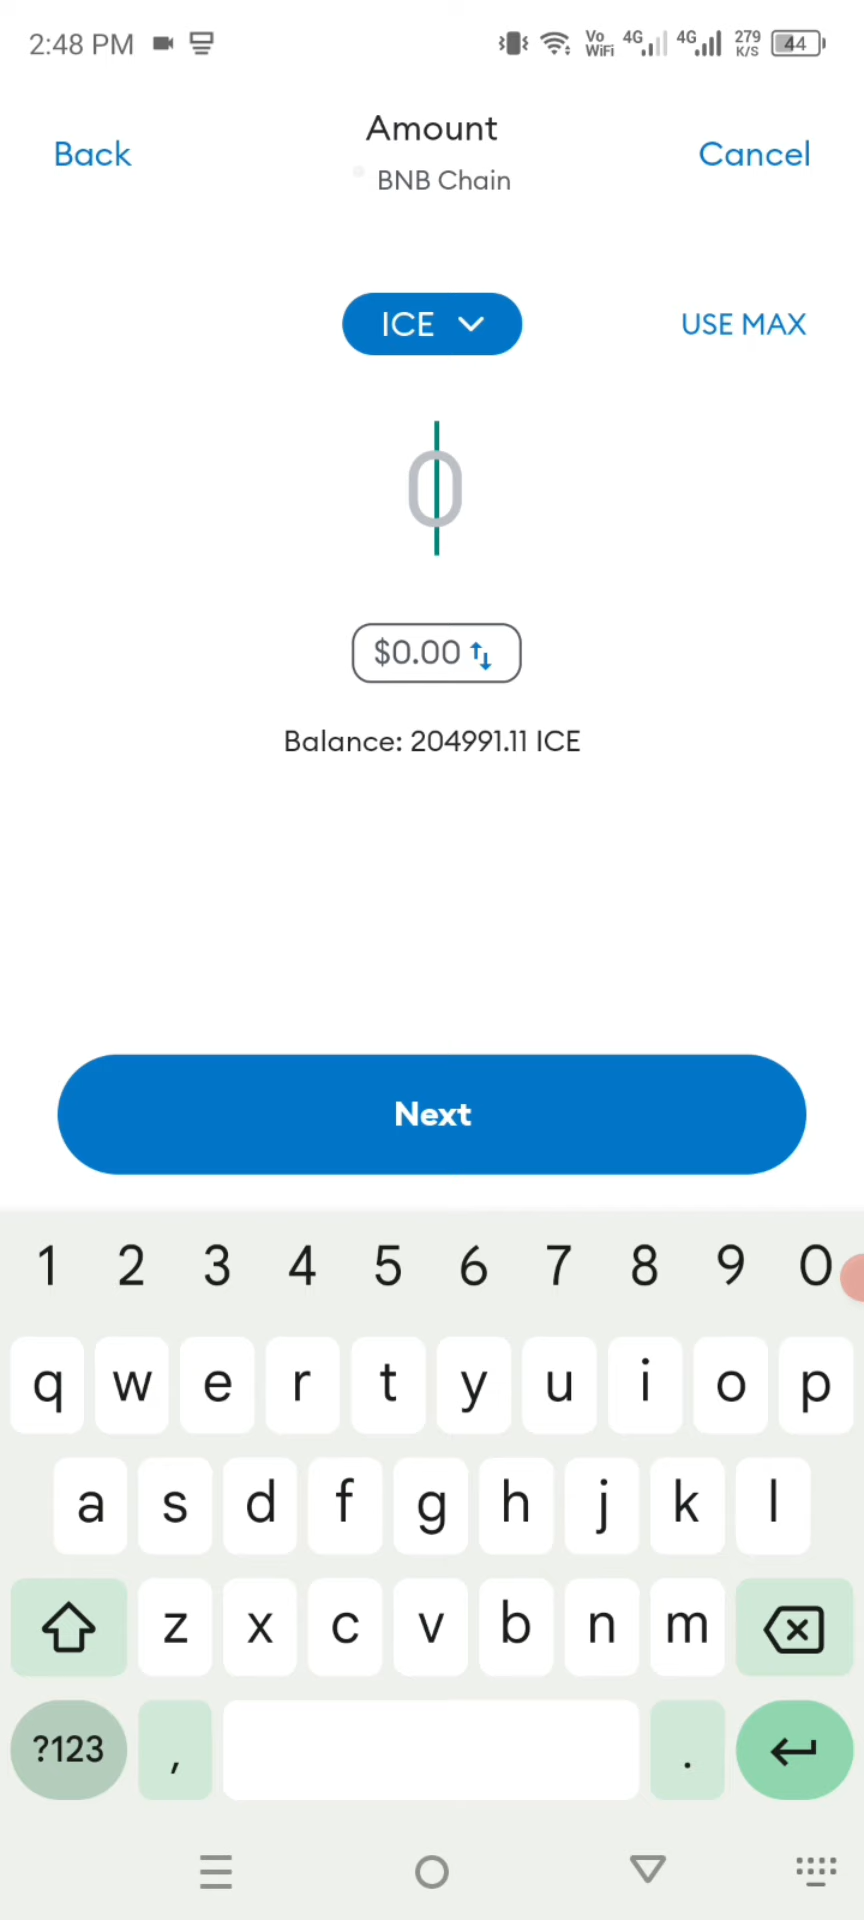 2:48 PM
Vo WiFi 4G 4G 279 K/S 44
Back
Amount
Cancel
BNB Chain
ICE
USE MAX
0
$0.00
Balance: 204991.11 ICE
Next
1 2 3 4 5 6 7 8 9 0
q w e r t y u i o p
a s d f g h j k l
z x c v b n m
?123 , .